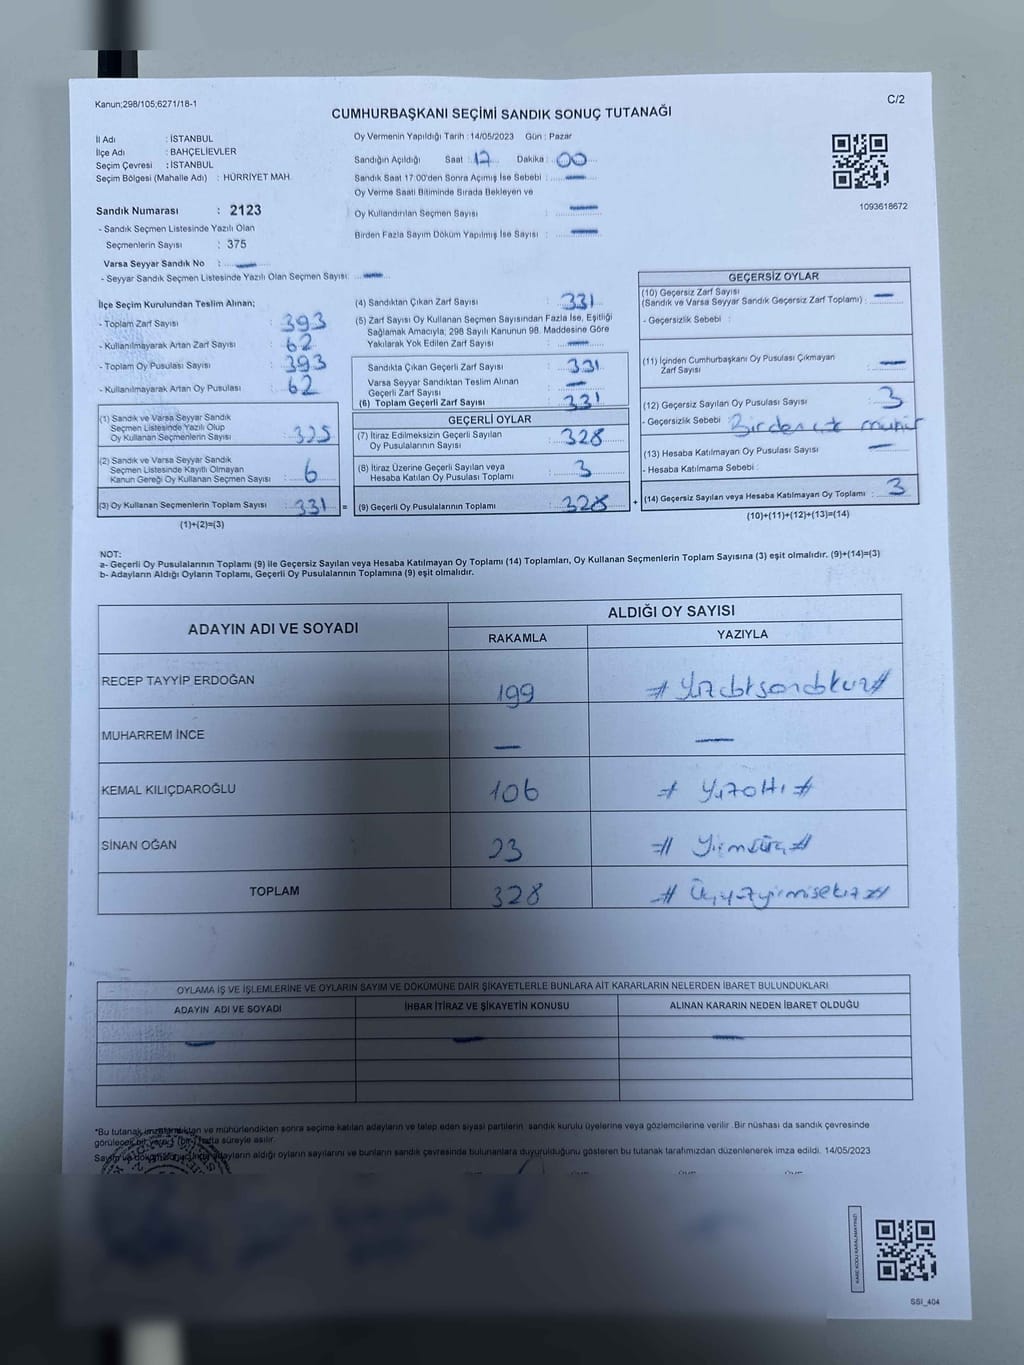 Kanun;298/105;6271/18-1
C/2
CUMHURBAŞKANI SEÇİMİ SANDIK SONUÇ TUTANAĞI
İl Adı : İSTANBUL
İlçe Adı : BAHÇELİEVLER
Seçim Çevresi : İSTANBUL
Seçim Bölgesi (Mahalle Adı) : HÜRRİYET MAH.
Sandık Numarası : 2123
- Sandık Seçmen Listesinde Yazılı Olan
Seçmenlerin Sayısı : 375
Varsa Seyyar Sandık No : —
- Seyyar Sandık Seçmen Listesinde Yazılı Olan Seçmen Sayısı: —
Oy Vermenin Yapıldığı Tarih : 14/05/2023 Gün : Pazar
Sandığın Açıldığı Saat : 17 Dakika : 00
Sandık Saat 17:00'den Sonra Açımış İse Sebebi : —
Oy Verme Saati Bitiminde Sırada Bekleyen ve
Oy Kullandırılan Seçmen Sayısı : —
Birden Fazla Sayım Döküm Yapılmış İse Sayısı : —
1093618672
İlçe Seçim Kurulundan Teslim Alınan;
- Toplam Zarf Sayısı : 393
- Kullanılmayarak Artan Zarf Sayısı : 62
- Toplam Oy Pusulası Sayısı : 393
- Kullanılmayarak Artan Oy Pusulası : 62
(1) Sandık ve Varsa Seyyar Sandık
Seçmen Listesinde Yazılı Olup
Oy Kullanan Seçmenlerin Sayısı : 325
(2) Sandık ve Varsa Seyyar Sandık
Seçmen Listesinde Kayıtlı Olmayan
Kanun Gereği Oy Kullanan Seçmen Sayısı : 6
(3) Oy Kullanan Seçmenlerin Toplam Sayısı : 331 =
(1)+(2)=(3)
(4) Sandıktan Çıkan Zarf Sayısı : 331
(5) Zarf Sayısı Oy Kullanan Seçmen Sayısından Fazla İse, Eşitliği
Sağlamak Amacıyla; 298 Sayılı Kanunun 98. Maddesine Göre
Yakılarak Yok Edilen Zarf Sayısı : —
Sandıkta Çıkan Geçerli Zarf Sayısı : 331
Varsa Seyyar Sandıktan Teslim Alınan
Geçerli Zarf Sayısı : —
(6) Toplam Geçerli Zarf Sayısı : 331
GEÇERLİ OYLAR
(7) İtiraz Edilmeksizin Geçerli Sayılan
Oy Pusulalarının Sayısı : 328
(8) İtiraz Üzerine Geçerli Sayılan veya
Hesaba Katılan Oy Pusulası Toplamı : 3
(9) Geçerli Oy Pusulalarının Toplamı : 328 +
GEÇERSİZ OYLAR
(10) Geçersiz Zarf Sayısı
(Sandık ve Varsa Seyyar Sandık Geçersiz Zarf Toplamı) : —
- Geçersizlik Sebebi :
(11) İçinden Cumhurbaşkanı Oy Pusulası Çıkmayan
Zarf Sayısı : —
(12) Geçersiz Sayılan Oy Pusulası Sayısı : 3
- Geçersizlik Sebebi : Birden çok mühür
(13) Hesaba Katılmayan Oy Pusulası Sayısı : —
- Hesaba Katılmama Sebebi :
(14) Geçersiz Sayılan veya Hesaba Katılmayan Oy Toplamı : 3
(10)+(11)+(12)+(13)=(14)
NOT:
a- Geçerli Oy Pusulalarının Toplamı (9) ile Geçersiz Sayılan veya Hesaba Katılmayan Oy Toplamı (14) Toplamları, Oy Kullanan Seçmenlerin Toplam Sayısına (3) eşit olmalıdır. (9)+(14)=(3)
b- Adayların Aldığı Oyların Toplamı, Geçerli Oy Pusulalarının Toplamına (9) eşit olmalıdır.
ADAYIN ADI VE SOYADI
ALDIĞI OY SAYISI
RAKAMLA YAZIYLA
RECEP TAYYİP ERDOĞAN 199 # Yüzdoksandokuz #
MUHARREM İNCE — —
KEMAL KILIÇDAROĞLU 106 # Yüzaltı #
SİNAN OĞAN 23 # Yirmiüç #
TOPLAM 328 # Üçyüzyirmisekiz #
OYLAMA İŞ VE İŞLEMLERİNE VE OYLARIN SAYIM VE DÖKÜMÜNE DAİR ŞİKAYETLERLE BUNLARA AİT KARARLARIN NELERDEN İBARET BULUNDUKLARI
ADAYIN ADI VE SOYADI İHBAR İTİRAZ VE ŞİKAYETİN KONUSU ALINAN KARARIN NEDEN İBARET OLDUĞU
— — —
*Bu tutanak imzalandıktan ve mühürlendikten sonra seçime katılan adayların ve talep eden siyasi partilerin sandık kurulu üyelerine veya gözlemcilerine verilir. Bir nüshası da sandık çevresinde
görülecek bir yere 1 (bir) hafta süreyle asılır.
Sayım ve döküm adayların aldığı oyların sayılarını ve bunların sandık çevresinde bulunanlara duyurulduğunu gösteren bu tutanak tarafımızdan düzenlenerek imza edildi. 14/05/2023
KARE KODU KARALAMAYINIZ!
SSI_404